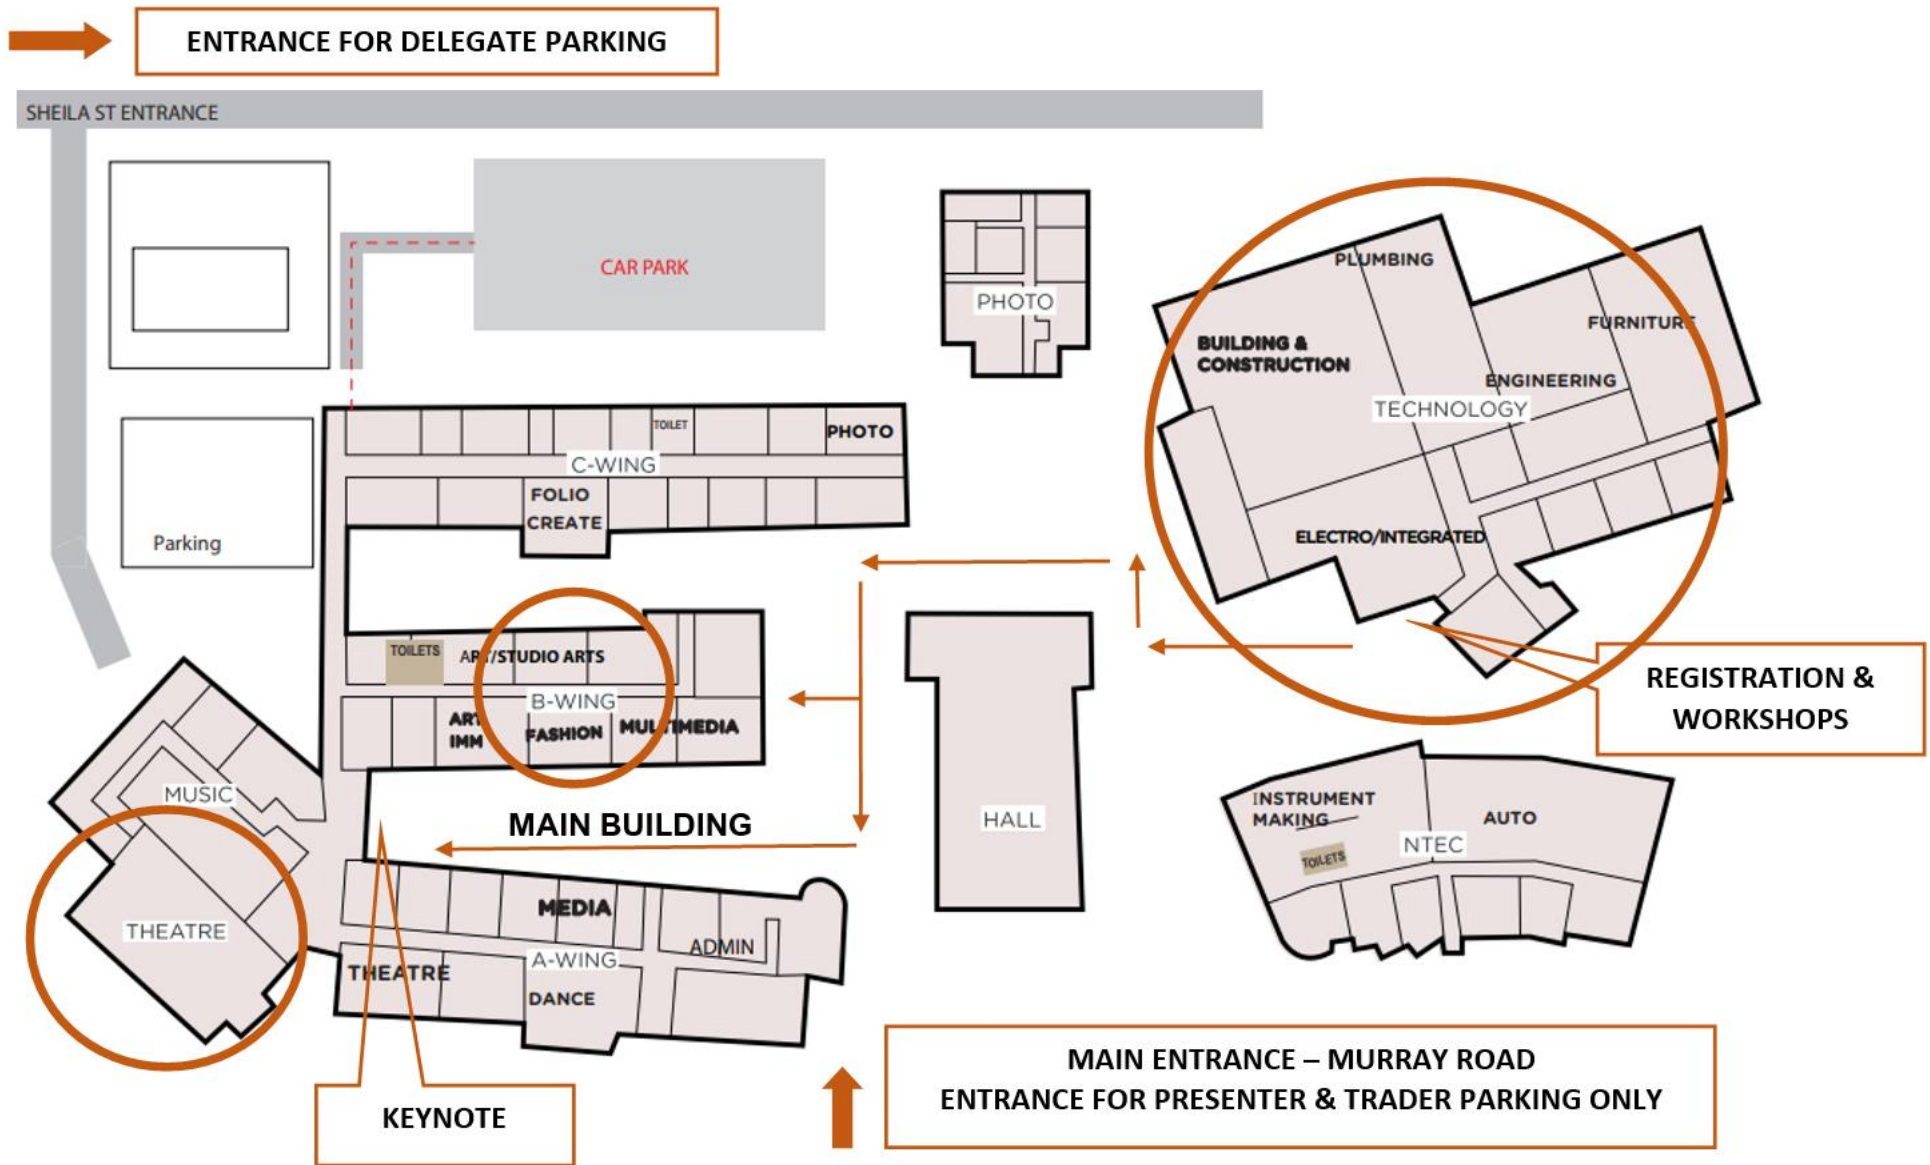 ENTRANCE FOR DELEGATE PARKING
SHEILA ST ENTRANCE
CAR PARK
PHOTO
PLUMBING
FURNITURE
BUILDING &
CONSTRUCTION
ENGINEERING
TECHNOLOGY
ELECTRO/INTEGRATED
REGISTRATION &
WORKSHOPS
TOILET
PHOTO
C-WING
FOLIO
CREATE
Parking
TOILETS
ART/STUDIO ARTS
B-WING
ART
IMM
FASHION
MULTIMEDIA
MUSIC
MAIN BUILDING
HALL
INSTRUMENT
MAKING
AUTO
NTEC
TOILETS
THEATRE
MEDIA
ADMIN
A-WING
THEATRE
DANCE
KEYNOTE
MAIN ENTRANCE – MURRAY ROAD
ENTRANCE FOR PRESENTER & TRADER PARKING ONLY